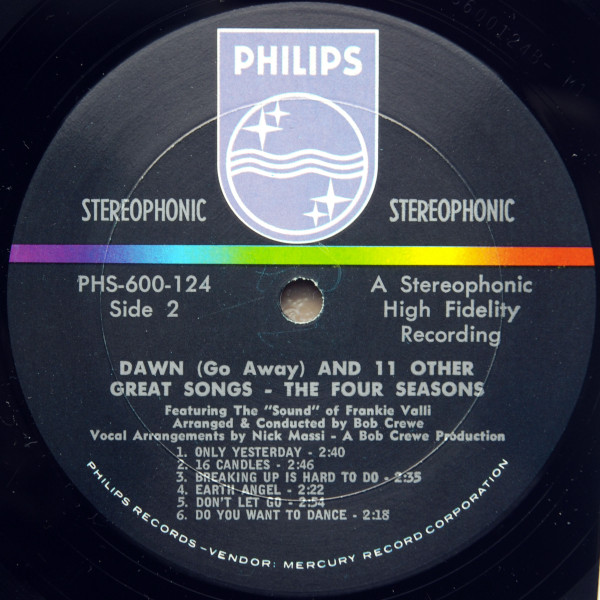 PHILIPS
STEREOPHONIC
STEREOPHONIC
PHS-600-124
Side 2
A Stereophonic
High Fidelity
Recording
DAWN (Go Away) AND 11 OTHER
GREAT SONGS - THE FOUR SEASONS
Featuring The "Sound" of Frankie Valli
Arranged & Conducted by Bob Crewe
Vocal Arrangements by Nick Massi - A Bob Crewe Production
1. ONLY YESTERDAY - 2:40
2. 16 CANDLES - 2:46
3. BREAKING UP IS HARD TO DO - 2:35
4. EARTH ANGEL - 2:22
5. DON'T LET GO - 2:54
6. DO YOU WANT TO DANCE - 2:18
PHILIPS RECORDS-VENDOR: MERCURY RECORD CORPORATION